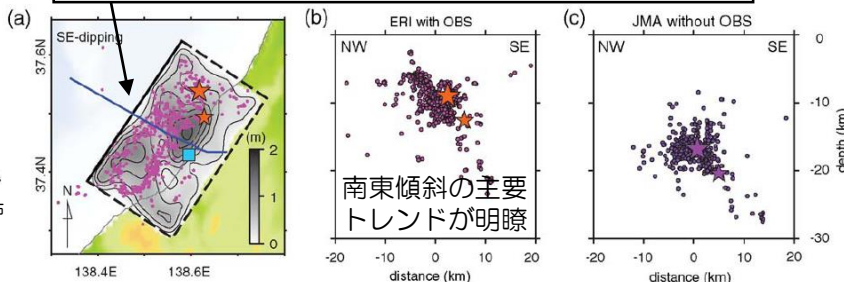 (a)
SE-dipping
37.6N
37.4N
N
138.4E
138.6E
(m)
2
1
0
(b)
ERI with OBS
NW
SE
南東傾斜の主要
トレンドが明瞭
-20
-10
0
10
20
distance (km)
(c)
JMA without OBS
NW
SE
0
-10
-20
-30
depth (km)
-20
-10
0
10
20
distance (km)